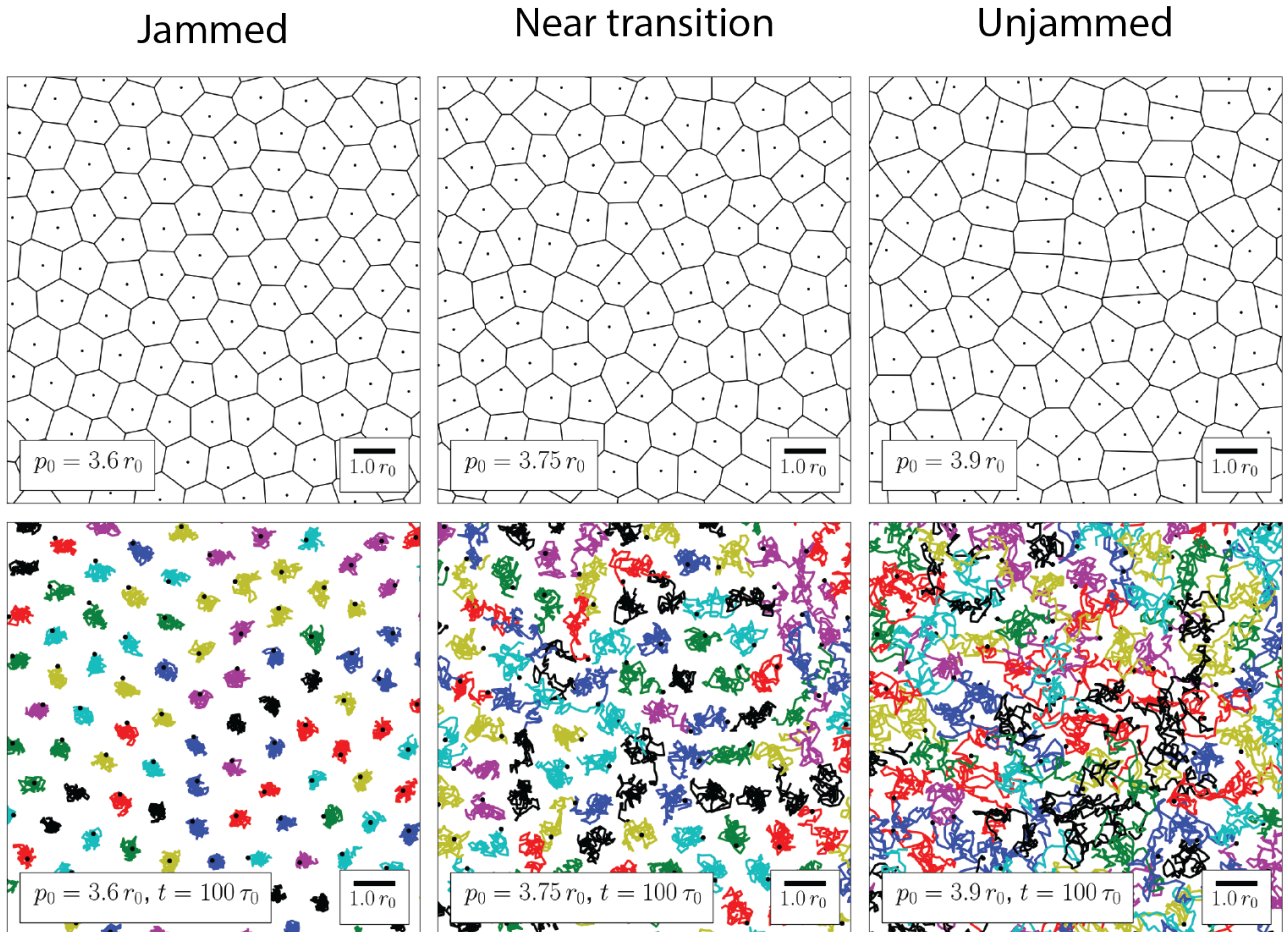 Jammed
Near transition
Unjammed
p₀ = 3.6 r₀
1.0 r₀
p₀ = 3.75 r₀
1.0 r₀
p₀ = 3.9 r₀
1.0 r₀
p₀ = 3.6 r₀, t = 100 τ₀
1.0 r₀
p₀ = 3.75 r₀, t = 100 τ₀
1.0 r₀
p₀ = 3.9 r₀, t = 100 τ₀
1.0 r₀